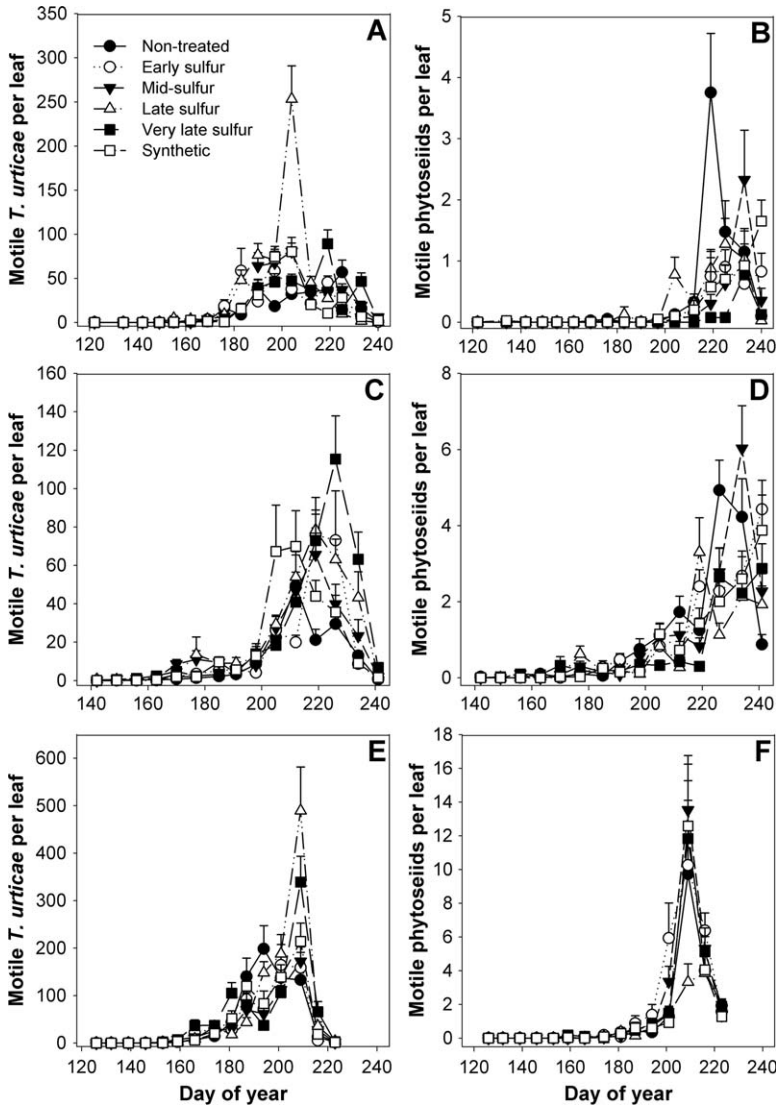 A
Motile T. urticae per leaf
350
300
250
200
150
100
50
0
Non-treated
Early sulfur
Mid-sulfur
Late sulfur
Very late sulfur
Synthetic
120 140 160 180 200 220 240
B
Motile phytoseiids per leaf
5
4
3
2
1
0
120 140 160 180 200 220 240
C
Motile T. urticae per leaf
160
140
120
100
80
60
40
20
0
140 160 180 200 220 240
D
Motile phytoseiids per leaf
8
6
4
2
0
140 160 180 200 220 240
E
Motile T. urticae per leaf
600
500
400
300
200
100
0
120 140 160 180 200 220 240
Day of year
F
Motile phytoseiids per leaf
18
16
14
12
10
8
6
4
2
0
120 140 160 180 200 220 240
Day of year